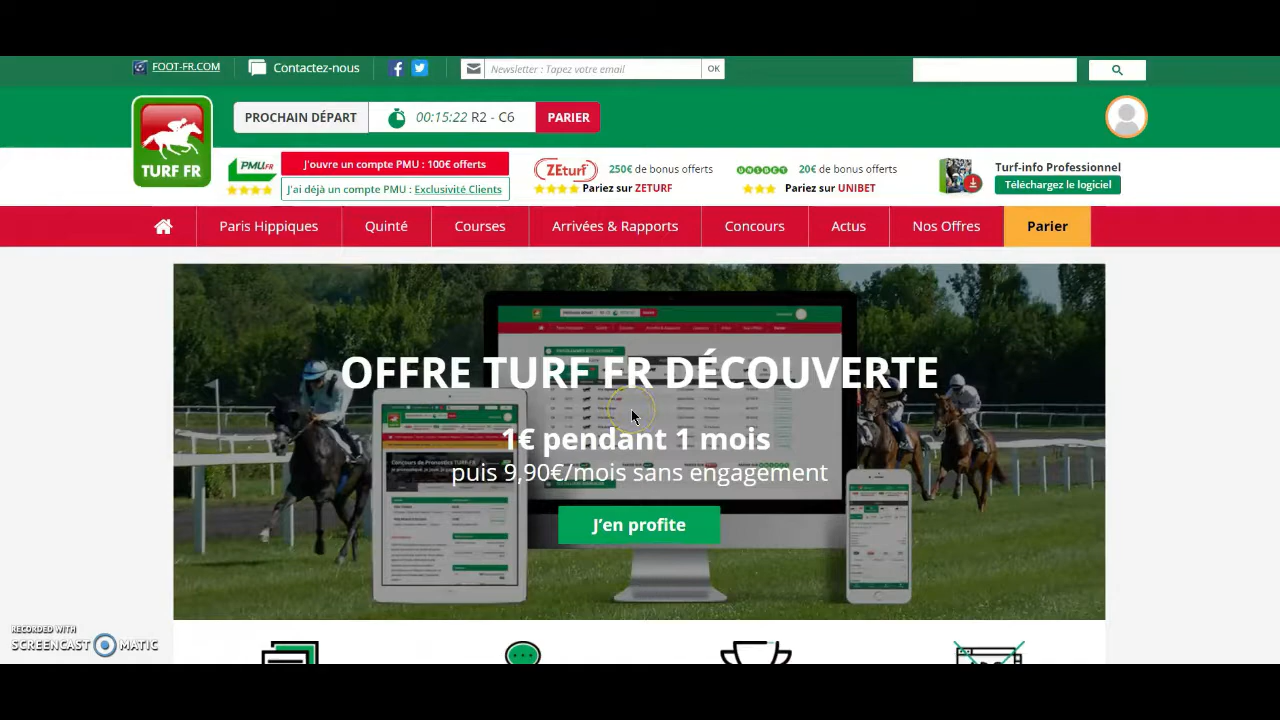 FOOT-FR.COM
Contactez-nous
Newsletter : Tapez votre email
OK
TURF FR
PROCHAIN DÉPART
00:15:22 R2 - C6
PARIER
PMU.FR
J'ouvre un compte PMU : 100€ offerts
J'ai déjà un compte PMU : Exclusivité Clients
ZEturf
250€ de bonus offerts
Pariez sur ZETURF
UNIBET
20€ de bonus offerts
Pariez sur UNIBET
Turf-info Professionnel
Téléchargez le logiciel
Paris Hippiques
Quinté
Courses
Arrivées & Rapports
Concours
Actus
Nos Offres
Parier
OFFRE TURF FR DÉCOUVERTE
1€ pendant 1 mois
puis 9,90€/mois sans engagement
J'en profite
RECORDED WITH
SCREENCAST MATIC